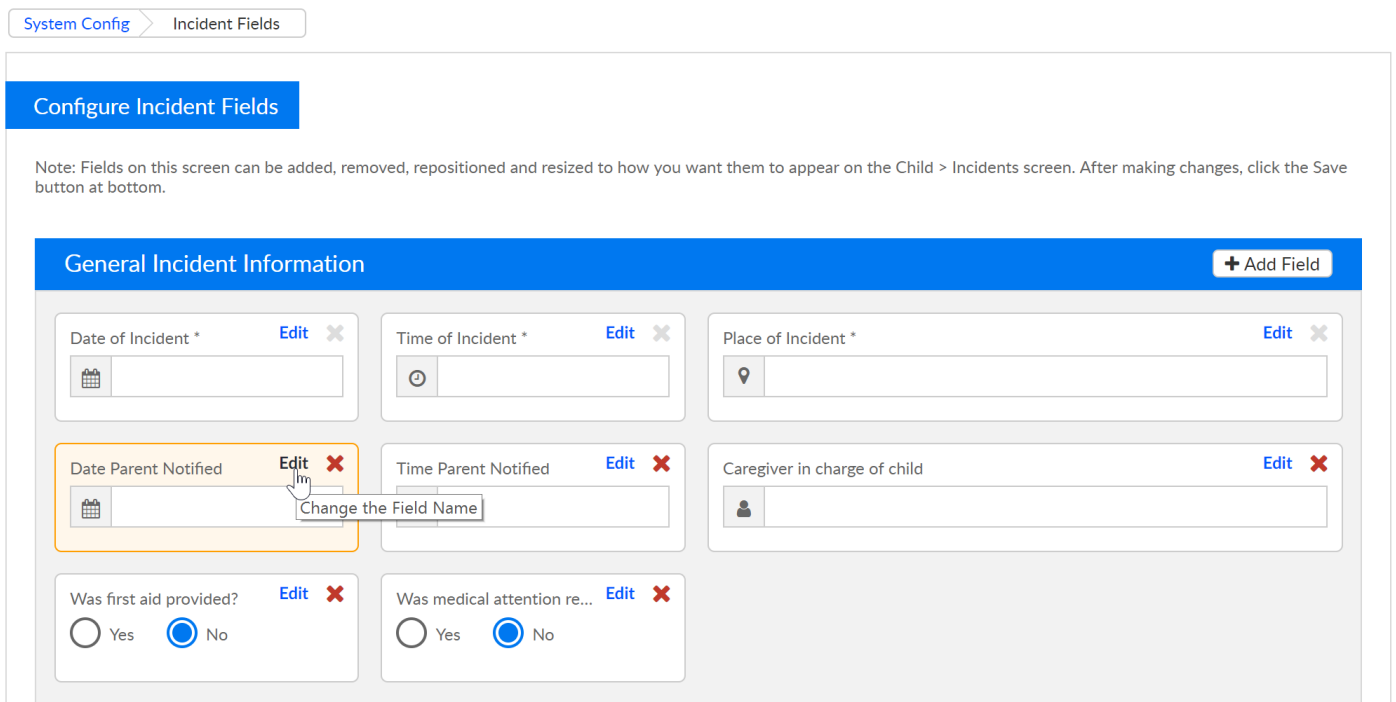 System Config
Incident Fields
Configure Incident Fields
Note: Fields on this screen can be added, removed, repositioned and resized to how you want them to appear on the Child > Incidents screen. After making changes, click the Save
button at bottom.
General Incident Information
Add Field
Date of Incident *
Edit
Time of Incident *
Edit
Place of Incident *
Edit
Date Parent Notified
Edit
Time Parent Notified
Edit
Caregiver in charge of child
Edit
Change the Field Name
Was first aid provided?
Edit
Yes
No
Was medical attention re...
Edit
Yes
No